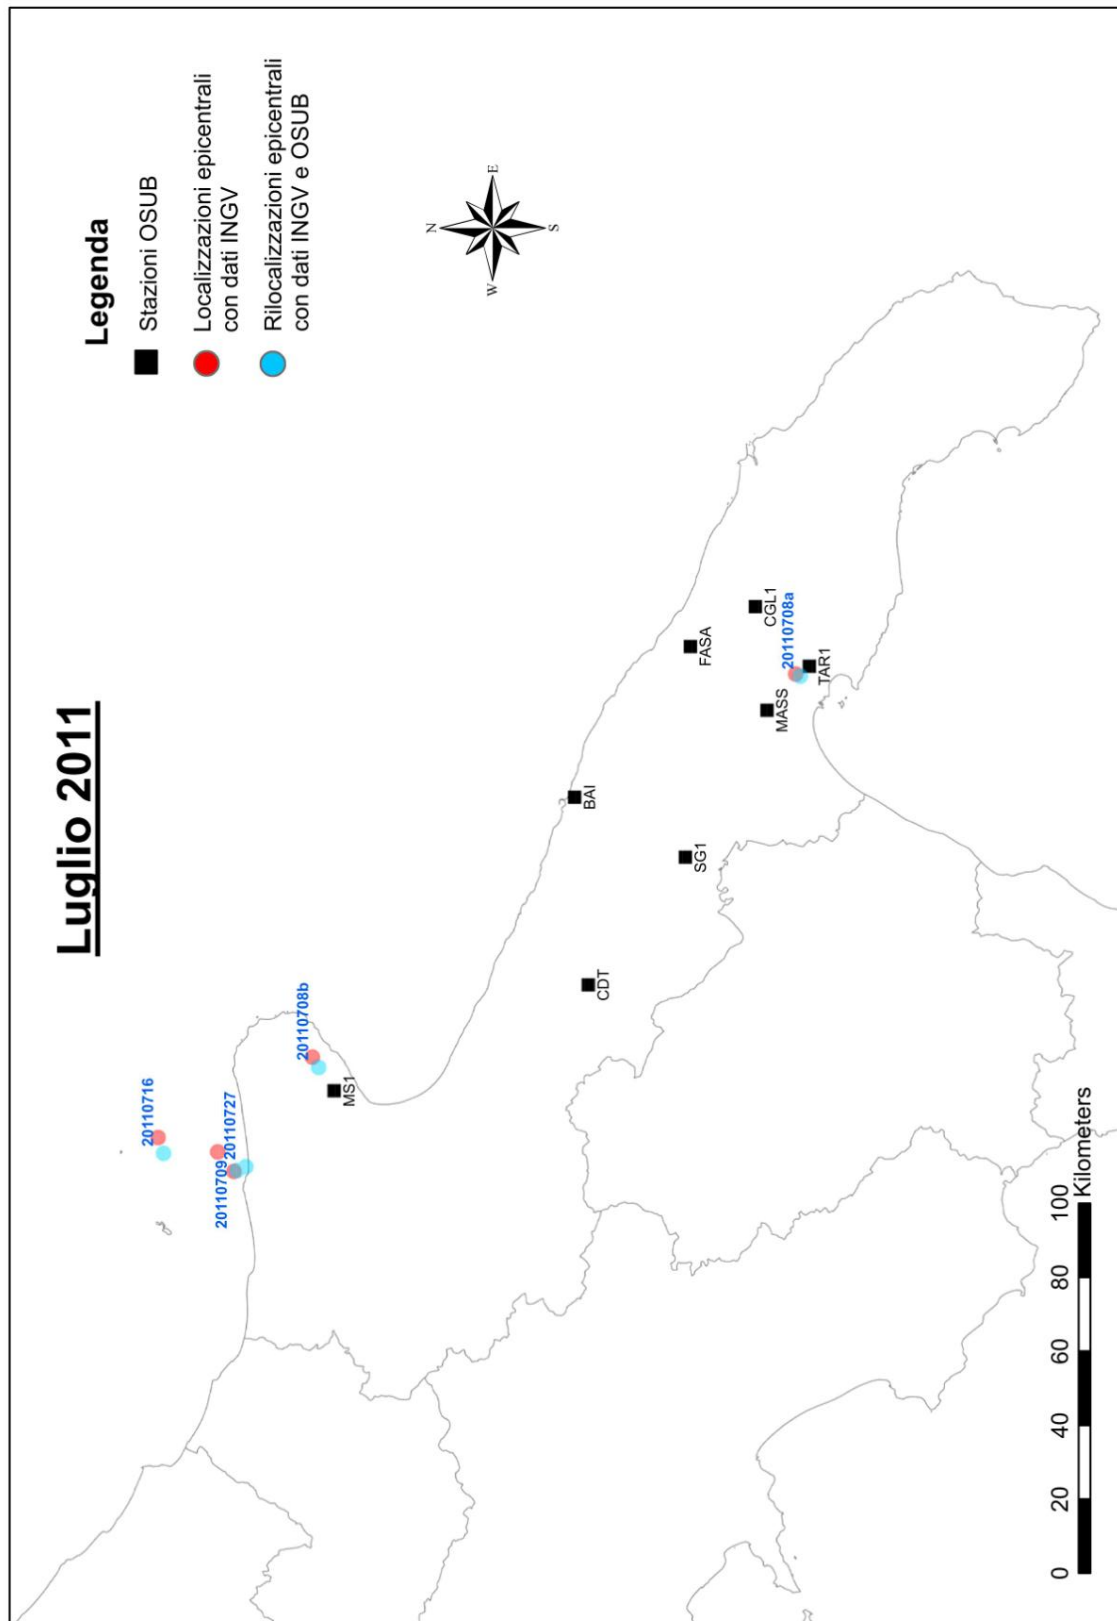 Luglio 2011
Legenda
Stazioni OSUB
Localizzazioni epicentrali
con dati INGV
Rilocalizzazioni epicentrali
con dati INGV e OSUB
N
W
E
S
20110716
20110709
20110727
20110708b
MS1
CDT
BAI
SG1
FASA
MASS
CGL1
20110708a
TAR1
0
20
40
60
80
100
Kilometers